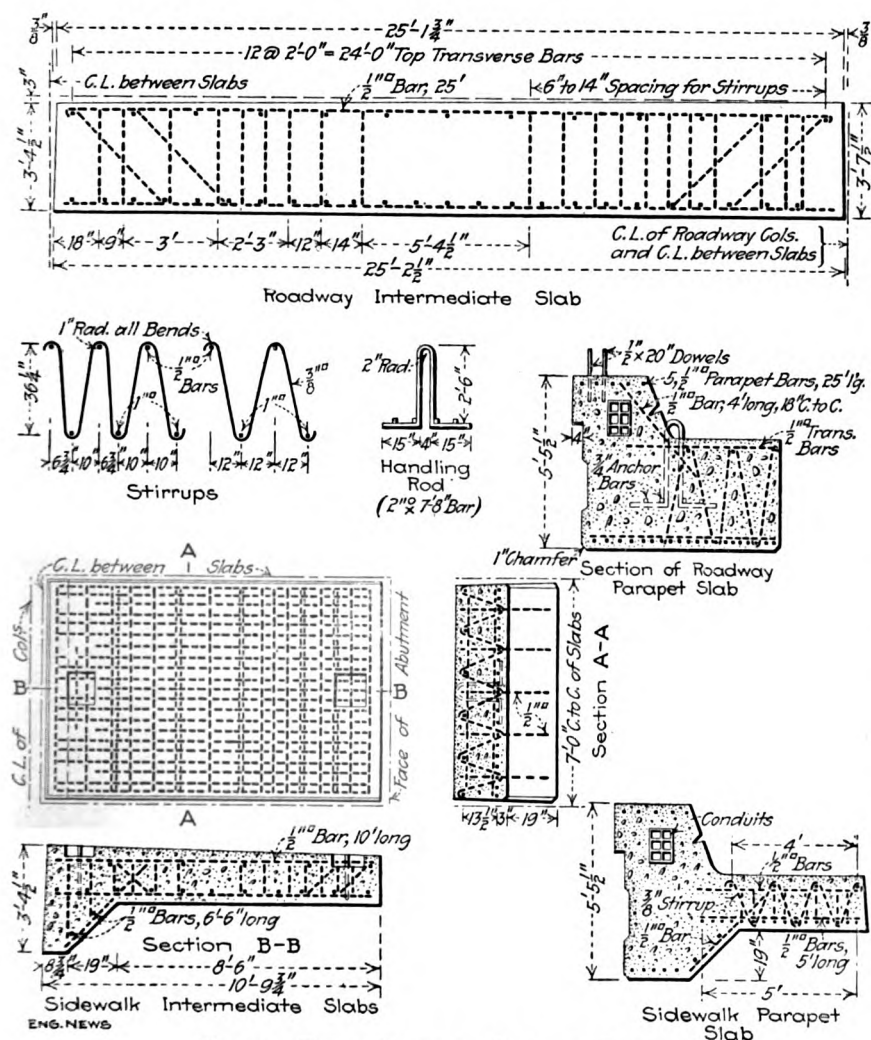 3/8"
25'-1 3/4"
3/8"
12 @ 2'-0" = 24'-0" Top Transverse Bars
3"
C.L. between Slabs
1/2"□ Bar, 25'
6" to 14" Spacing for Stirrups
3'-4 1/2"
3'-7 1/2"
18" 9" 3' 2'-3" 12" 14" 5'-4 1/2"
C.L. of Roadway Cols.
and C.L. between Slabs
25'-2 1/2"
Roadway Intermediate Slab
1" Rad. all Bends
1/2"□
Bars
3/8"□
36 1/4"
1"□
1"□
6 3/4" 10" 6 3/4" 10" 10" 12" 12" 12"
Stirrups
2" Rad.
2'-6"
15" 4" 15"
Handling
Rod
(2"□ x 7'-8" Bar)
1/2" x 20" Dowels
5, 1/2"□ Parapet Bars, 25' l'g.
1/2"□ Bar, 4' long, 18" C. to C.
1/2"□ Trans.
Bars
4"
5'-5 1/2"
3/4" Anchor
Bars
1" Chamfer
Section of Roadway
Parapet Slab
A
C.L. between Slabs
C.L. of Cols.
B
B
Face of Abutment
A
1/2"□
7'-0" C. to C. of Slabs
Section A-A
13 1/2" 3" 19"
1/2"□ Bar, 10' long
3'-4 1/2"
1/2"□ Bars, 6'-6" long
Section B-B
8 3/4" 19" 8'-6"
10'-9 3/4"
Sidewalk Intermediate Slabs
ENG. NEWS
Conduits
4'
1/2"□ Bars
3/8" Stirrup
1/2"□ Bar
5'-5 1/2"
1/2"□ Bars,
5' long
19"
5'
Sidewalk Parapet
Slab